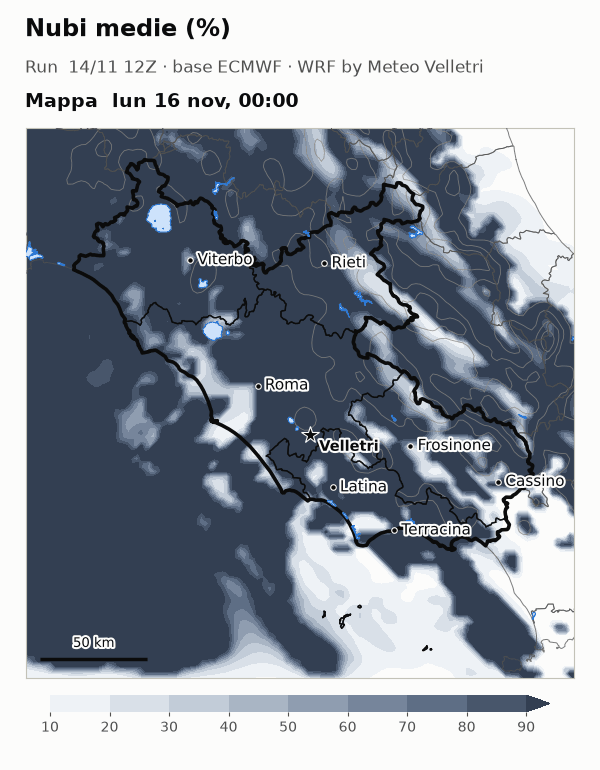 Nubi medie (%)
Run  14/11 12Z · base ECMWF · WRF by Meteo Velletri
Mappa  lun 16 nov, 00:00
Viterbo
Rieti
Roma
Velletri
Frosinone
Cassino
Latina
Terracina
50 km
10 20 30 40 50 60 70 80 90